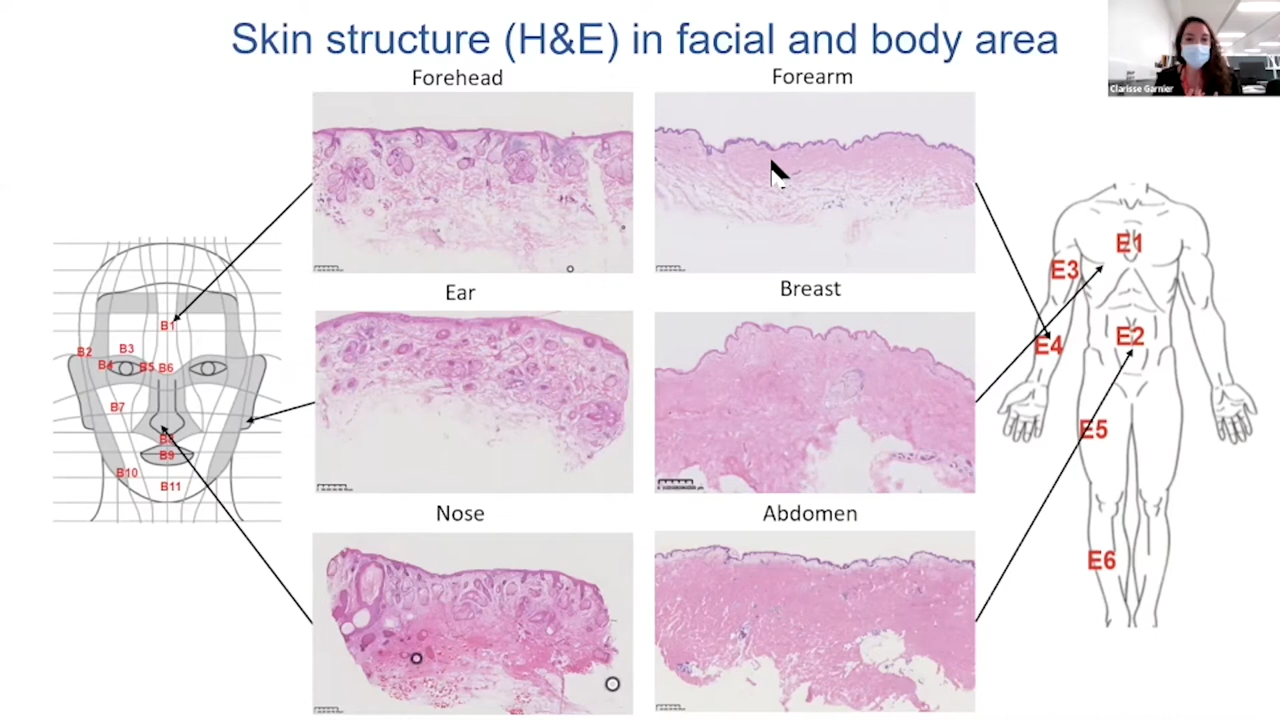 Skin structure (H&E) in facial and body area
Clarisse Garnier
Forehead
Forearm
Ear
Breast
Nose
Abdomen
B1
B2
B3
B4
B5
B6
B7
B9
B10
B11
E1
E3
E2
E4
E5
E6